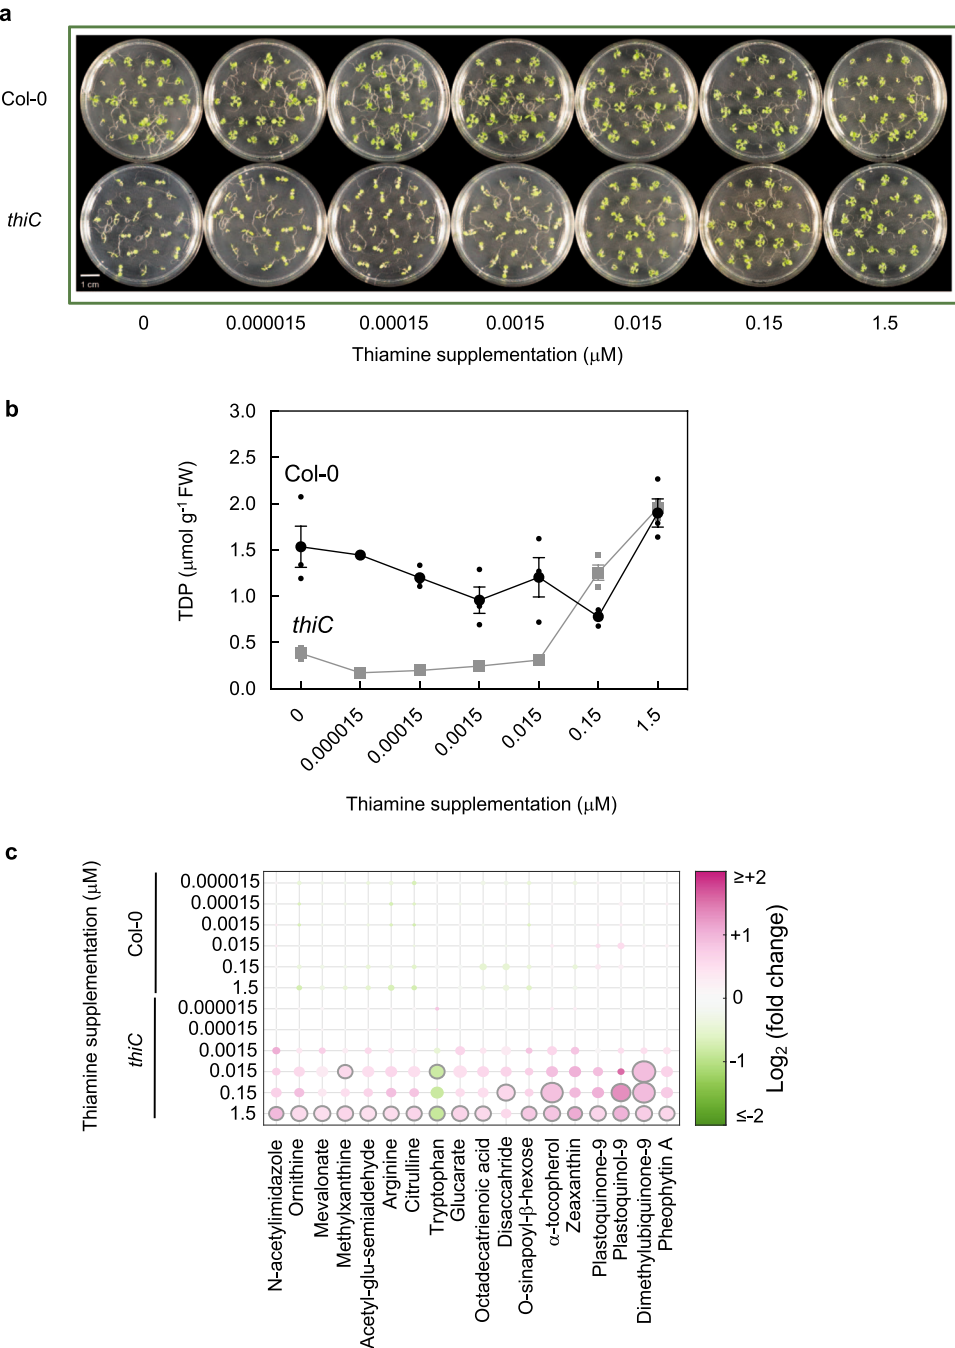 a
Col-0
thiC
1 cm
0 0.000015 0.00015 0.0015 0.015 0.15 1.5
Thiamine supplementation (μM)
b
3.0
2.5
2.0
1.5
1.0
0.5
0.0
TDP (μmol g⁻¹ FW)
Col-0
thiC
0 0.000015 0.00015 0.0015 0.015 0.15 1.5
Thiamine supplementation (μM)
c
Thiamine supplementation (μM)
Col-0
0.000015
0.00015
0.0015
0.015
0.15
1.5
thiC
0.000015
0.00015
0.0015
0.015
0.15
1.5
≥+2
+1
0
-1
≤-2
Log₂ (fold change)
N-acetylimidazole
Ornithine
Mevalonate
Methylxanthine
Acetyl-glu-semialdehyde
Arginine
Citrulline
Tryptophan
Glucarate
Octadecatrienoic acid
Disaccahride
O-sinapoyl-β-hexose
α-tocopherol
Zeaxanthin
Plastoquinone-9
Plastoquinol-9
Dimethylubiquinone-9
Pheophytin A